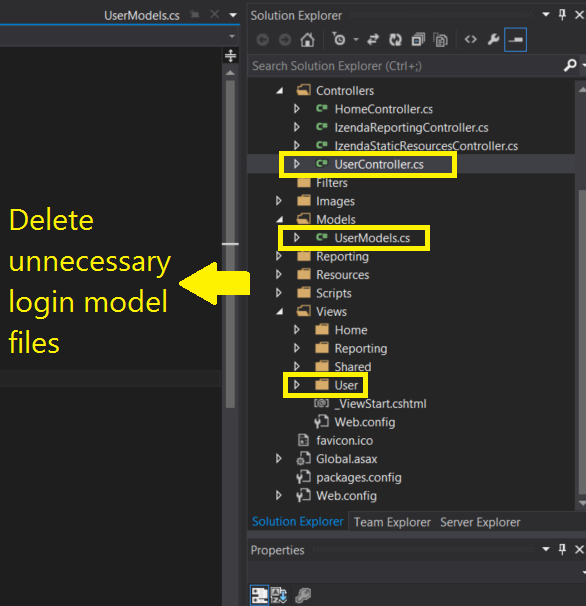 UserModels.cs
Solution Explorer
Search Solution Explorer (Ctrl+;)
Controllers
C# HomeController.cs
C# IzendaReportingController.cs
C# IzendaStaticResourcesController.cs
C# UserController.cs
Filters
Images
Models
C# UserModels.cs
Reporting
Resources
Scripts
Views
Home
Reporting
Shared
User
[@] _ViewStart.cshtml
Web.config
favicon.ico
Global.asax
packages.config
Web.config
Delete
unnecessary
login model
files
Solution Explorer Team Explorer Server Explorer
Properties